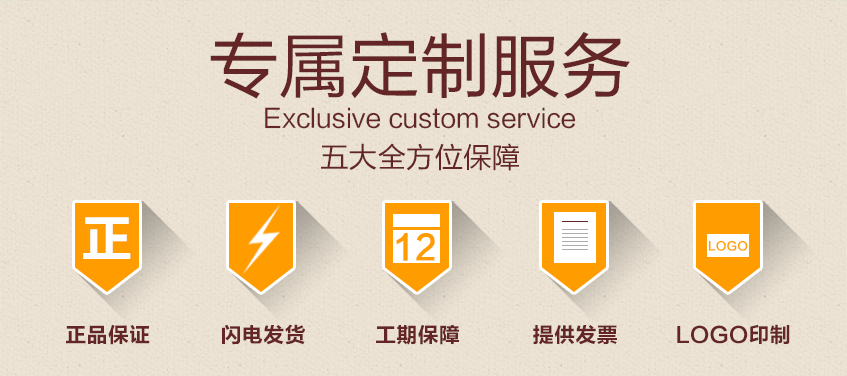 专属定制服务
Exclusive custom service
五大全方位保障
正
12
LOGO
正品保证
闪电发货
工期保障
提供发票
LOGO印制